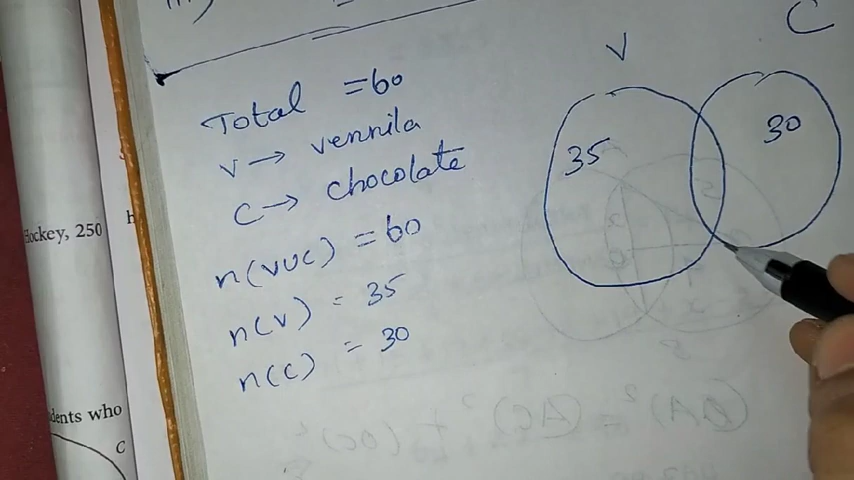 Total = 60
V → vennila
C → chocolate
n(VUC) = 60
n(V) = 35
n(C) = 30
V
C
35
30
Hockey, 250
dents who
C